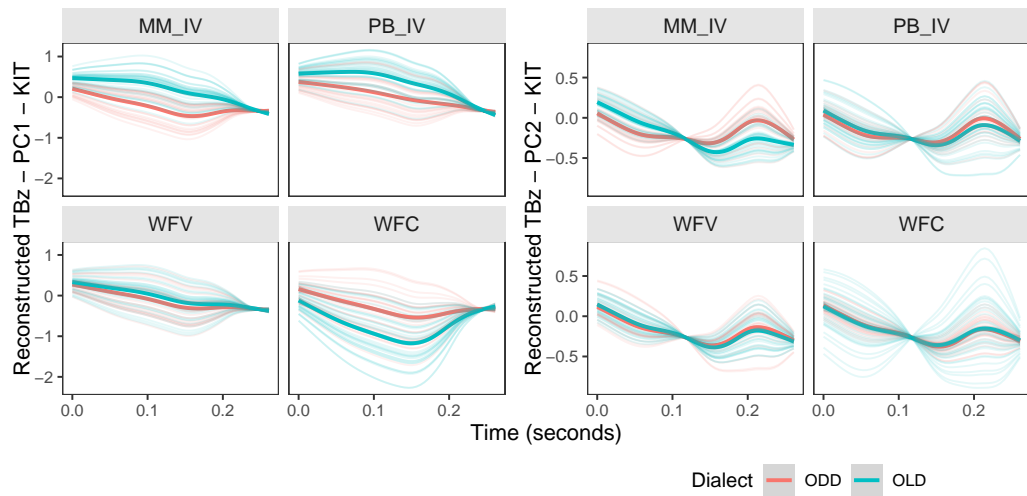 MM_IV PB_IV
1
0
−1
−2
WFV WFC
1
0
−1
−2
0.0 0.1 0.2 0.0 0.1 0.2
Reconstructed TBz − PC1 − KIT
MM_IV PB_IV
0.5
0.0
−0.5
WFV WFC
0.5
0.0
−0.5
0.0 0.1 0.2 0.0 0.1 0.2
Reconstructed TBz − PC2 − KIT
Time (seconds)
Dialect ODD OLD